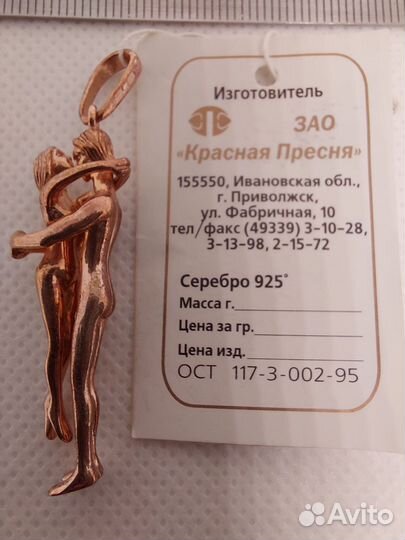 Изготовитель
ЗАО
«Красная Пресня»
155550, Ивановская обл.,
г. Приволжск,
ул. Фабричная, 10
тел/факс (49339) 3-10-28,
3-13-98, 2-15-72
Серебро 925°
Масса г.
Цена за гр.
Цена изд.
ОСТ 117-3-002-95
Avito